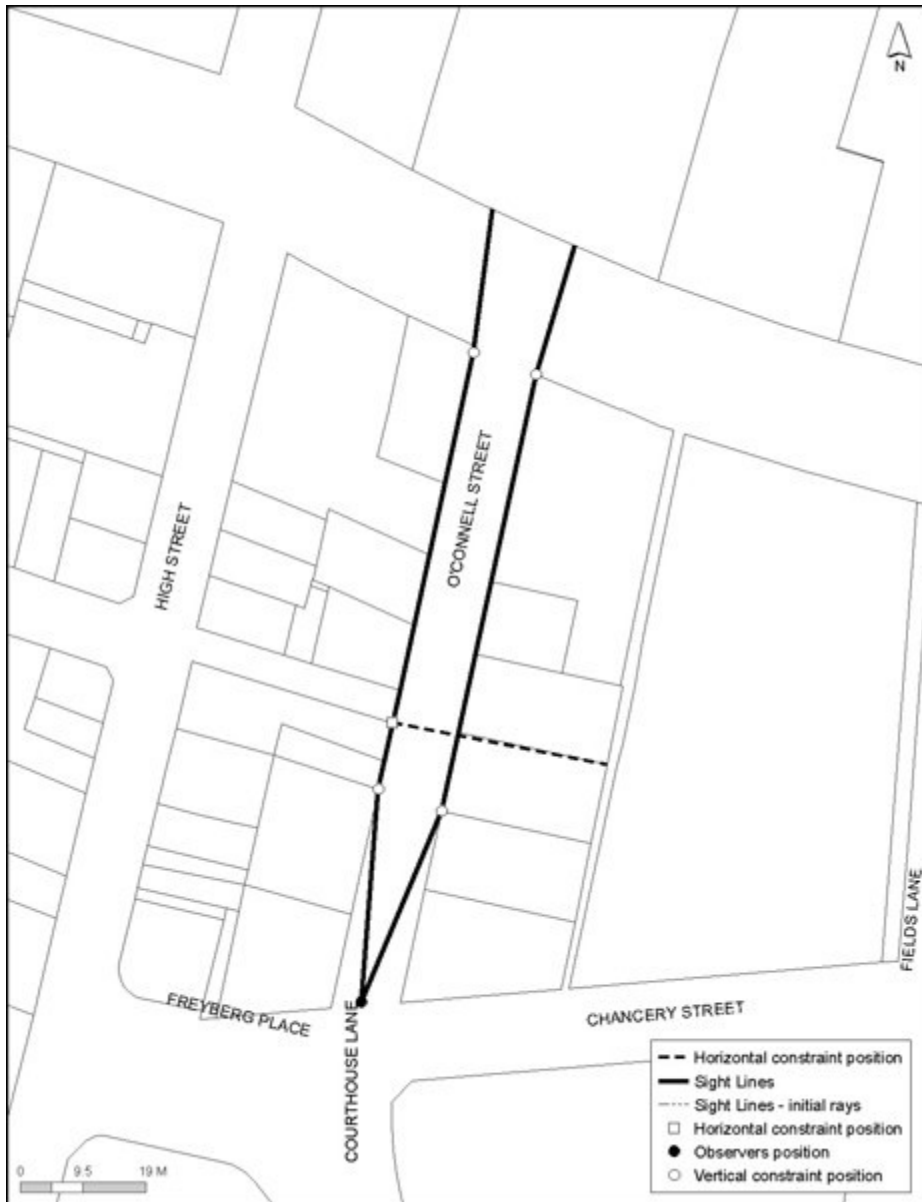 N
O'CONNELL STREET
HIGH STREET
FIELDS LANE
FREYBERG PLACE
COURTHOUSE LANE
CHANCERY STREET
Horizontal constraint position
Sight Lines
Sight Lines - initial rays
Horizontal constraint position
Observers position
Vertical constraint position
0 9.5 19 M